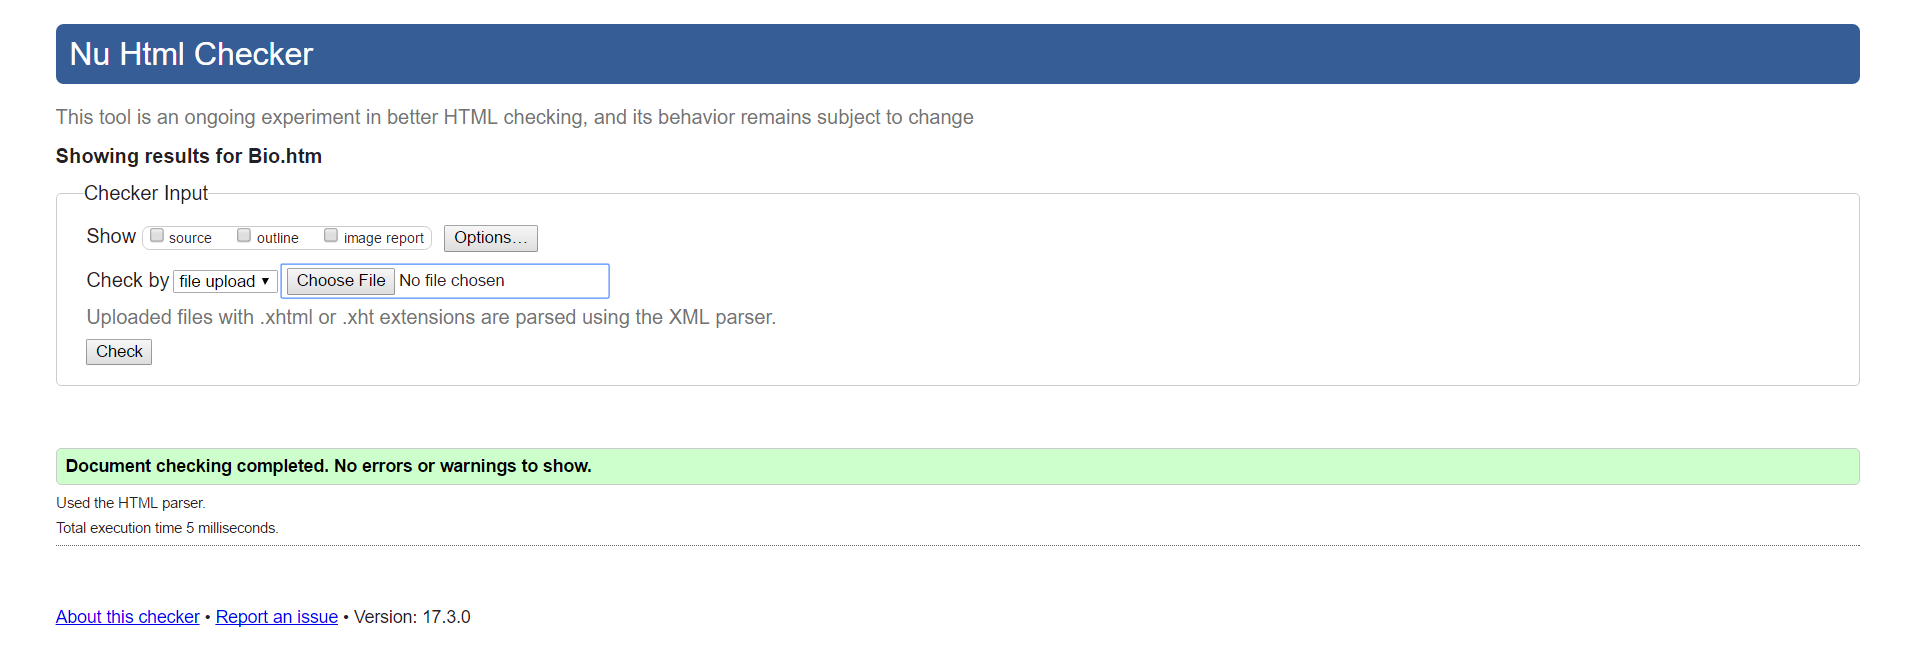 Nu Html Checker
This tool is an ongoing experiment in better HTML checking, and its behavior remains subject to change
Showing results for Bio.htm
Checker Input
Show source outline image report Options...
Check by file upload Choose File No file chosen
Uploaded files with .xhtml or .xht extensions are parsed using the XML parser.
Check
Document checking completed. No errors or warnings to show.
Used the HTML parser.
Total execution time 5 milliseconds.
About this checker • Report an issue • Version: 17.3.0